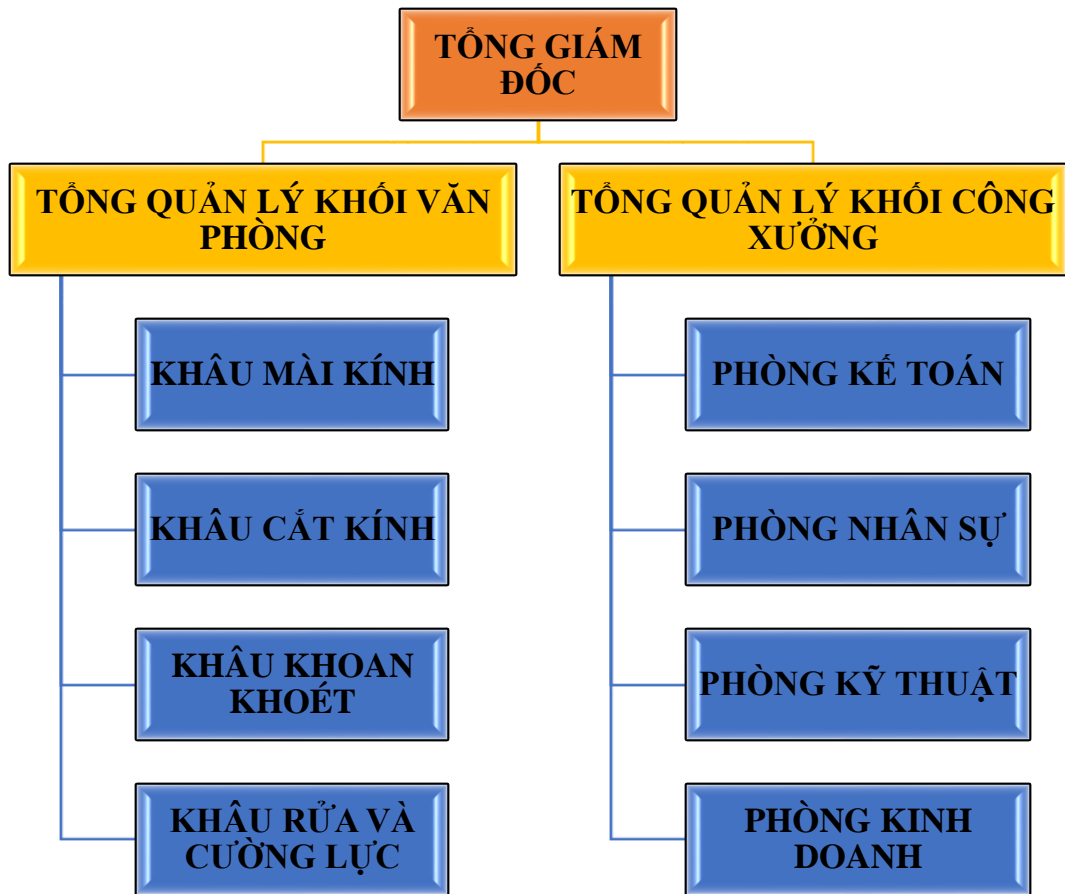 TỔNG GIÁM
ĐỐC
TỔNG QUẢN LÝ KHỐI VĂN
PHÒNG
KHÂU MÀI KÍNH
KHÂU CẮT KÍNH
KHÂU KHOAN
KHOÉT
KHÂU RỬA VÀ
CƯỜNG LỰC
TỔNG QUẢN LÝ KHỐI CÔNG
XƯỞNG
PHÒNG KẾ TOÁN
PHÒNG NHÂN SỰ
PHÒNG KỸ THUẬT
PHÒNG KINH
DOANH